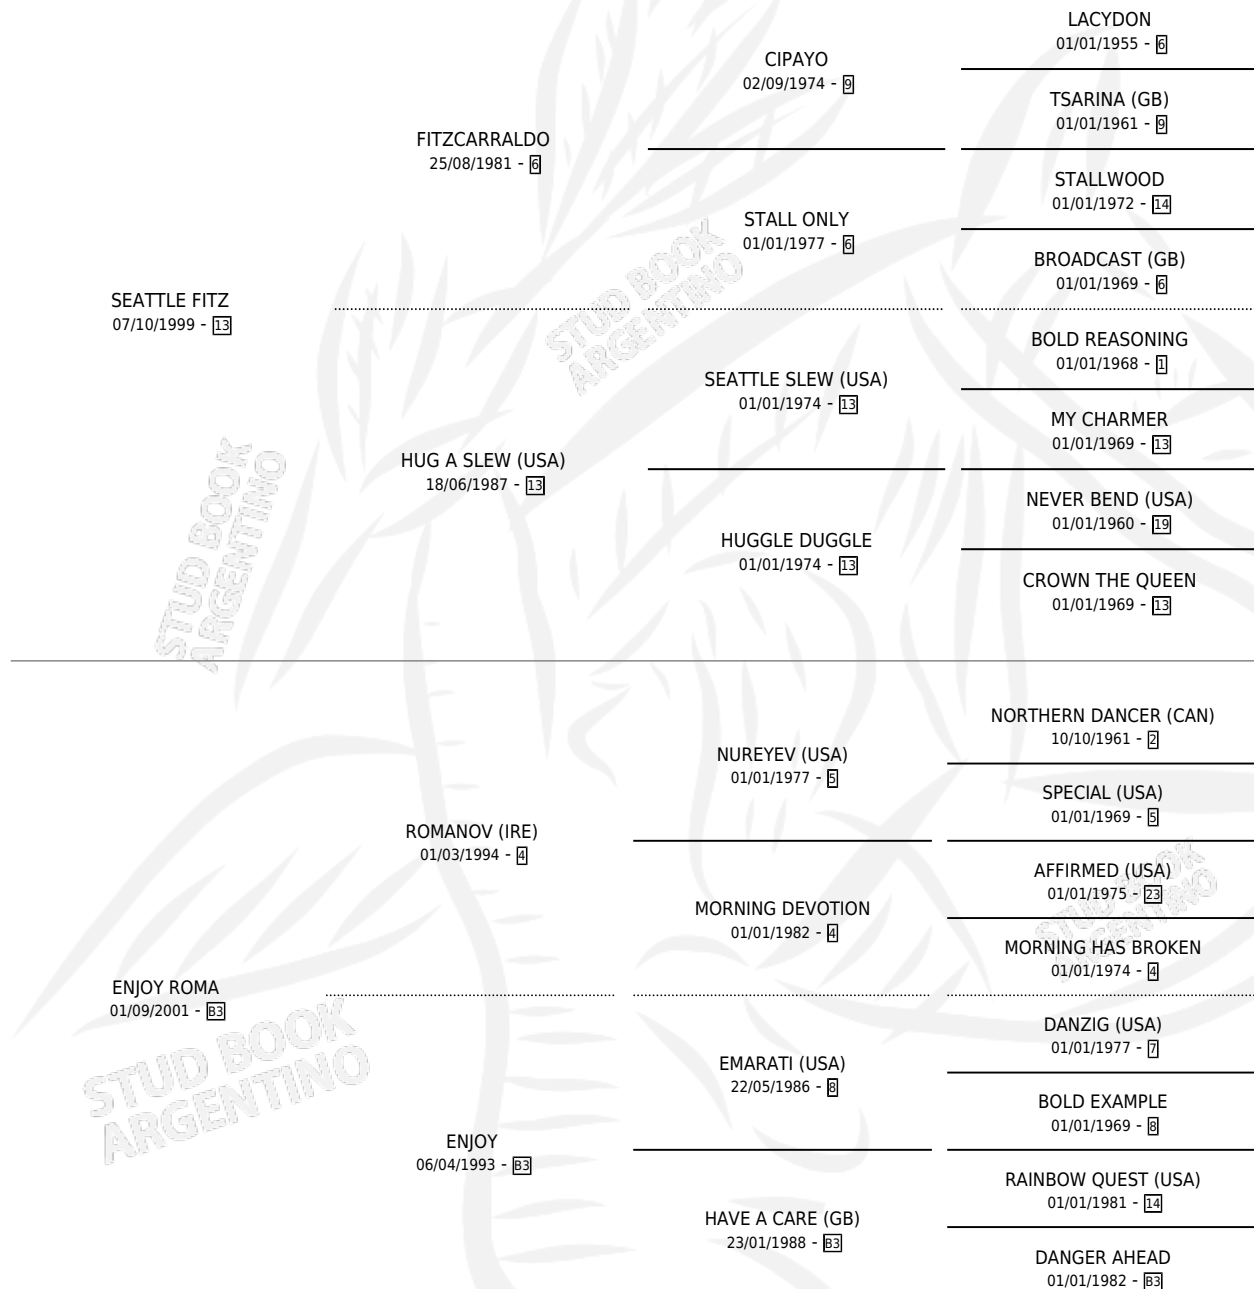 LACYDON
01/01/1955 - 6
CIPAYO
02/09/1974 - 9
TSARINA (GB)
01/01/1961 - 9
FITZCARRALDO
25/08/1981 - 6
STALLWOOD
01/01/1972 - 14
STALL ONLY
01/01/1977 - 6
BROADCAST (GB)
01/01/1969 - 6
SEATTLE FITZ
07/10/1999 - 13
STUD BOOK
ARGENTINO
BOLD REASONING
01/01/1968 - 1
SEATTLE SLEW (USA)
01/01/1974 - 13
MY CHARMER
01/01/1969 - 13
HUG A SLEW (USA)
18/06/1987 - 13
NEVER BEND (USA)
01/01/1960 - 19
HUGGLE DUGGLE
01/01/1974 - 13
CROWN THE QUEEN
01/01/1969 - 13
STUD BOOK
ARGENTINO
NORTHERN DANCER (CAN)
10/10/1961 - 2
NUREYEV (USA)
01/01/1977 - 5
SPECIAL (USA)
01/01/1969 - 5
ROMANOV (IRE)
01/03/1994 - 4
AFFIRMED (USA)
01/01/1975 - 23
MORNING DEVOTION
01/01/1982 - 4
MORNING HAS BROKEN
01/01/1974 - 4
STUD BOOK
ARGENTINO
ENJOY ROMA
01/09/2001 - B3
DANZIG (USA)
01/01/1977 - 7
EMARATI (USA)
22/05/1986 - 8
BOLD EXAMPLE
01/01/1969 - 8
STUD BOOK
ARGENTINO
ENJOY
06/04/1993 - B3
RAINBOW QUEST (USA)
01/01/1981 - 14
HAVE A CARE (GB)
23/01/1988 - B3
DANGER AHEAD
01/01/1982 - B3